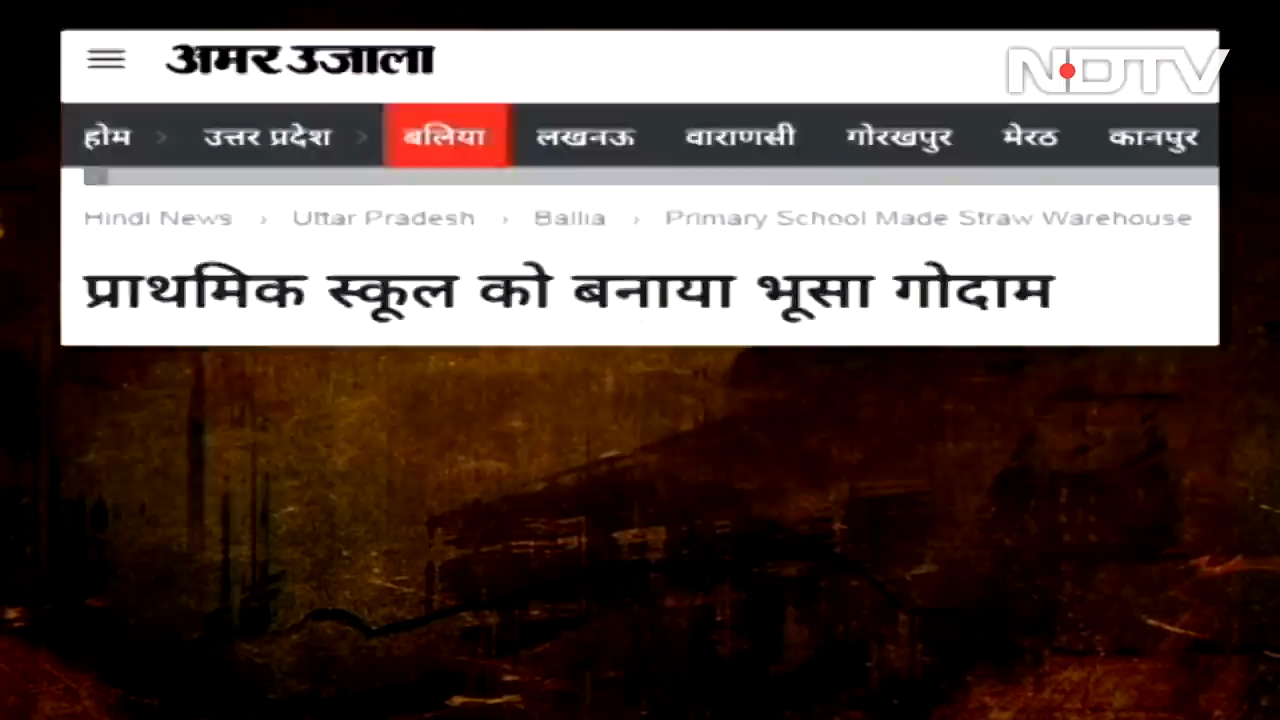 अमर उजाला
NDTV
होम › उत्तर प्रदेश › बलिया लखनऊ वाराणसी गोरखपुर मेरठ कानपुर
Hindi News › Uttar Pradesh › Ballia › Primary School Made Straw Warehouse
प्राथमिक स्कूल को बनाया भूसा गोदाम